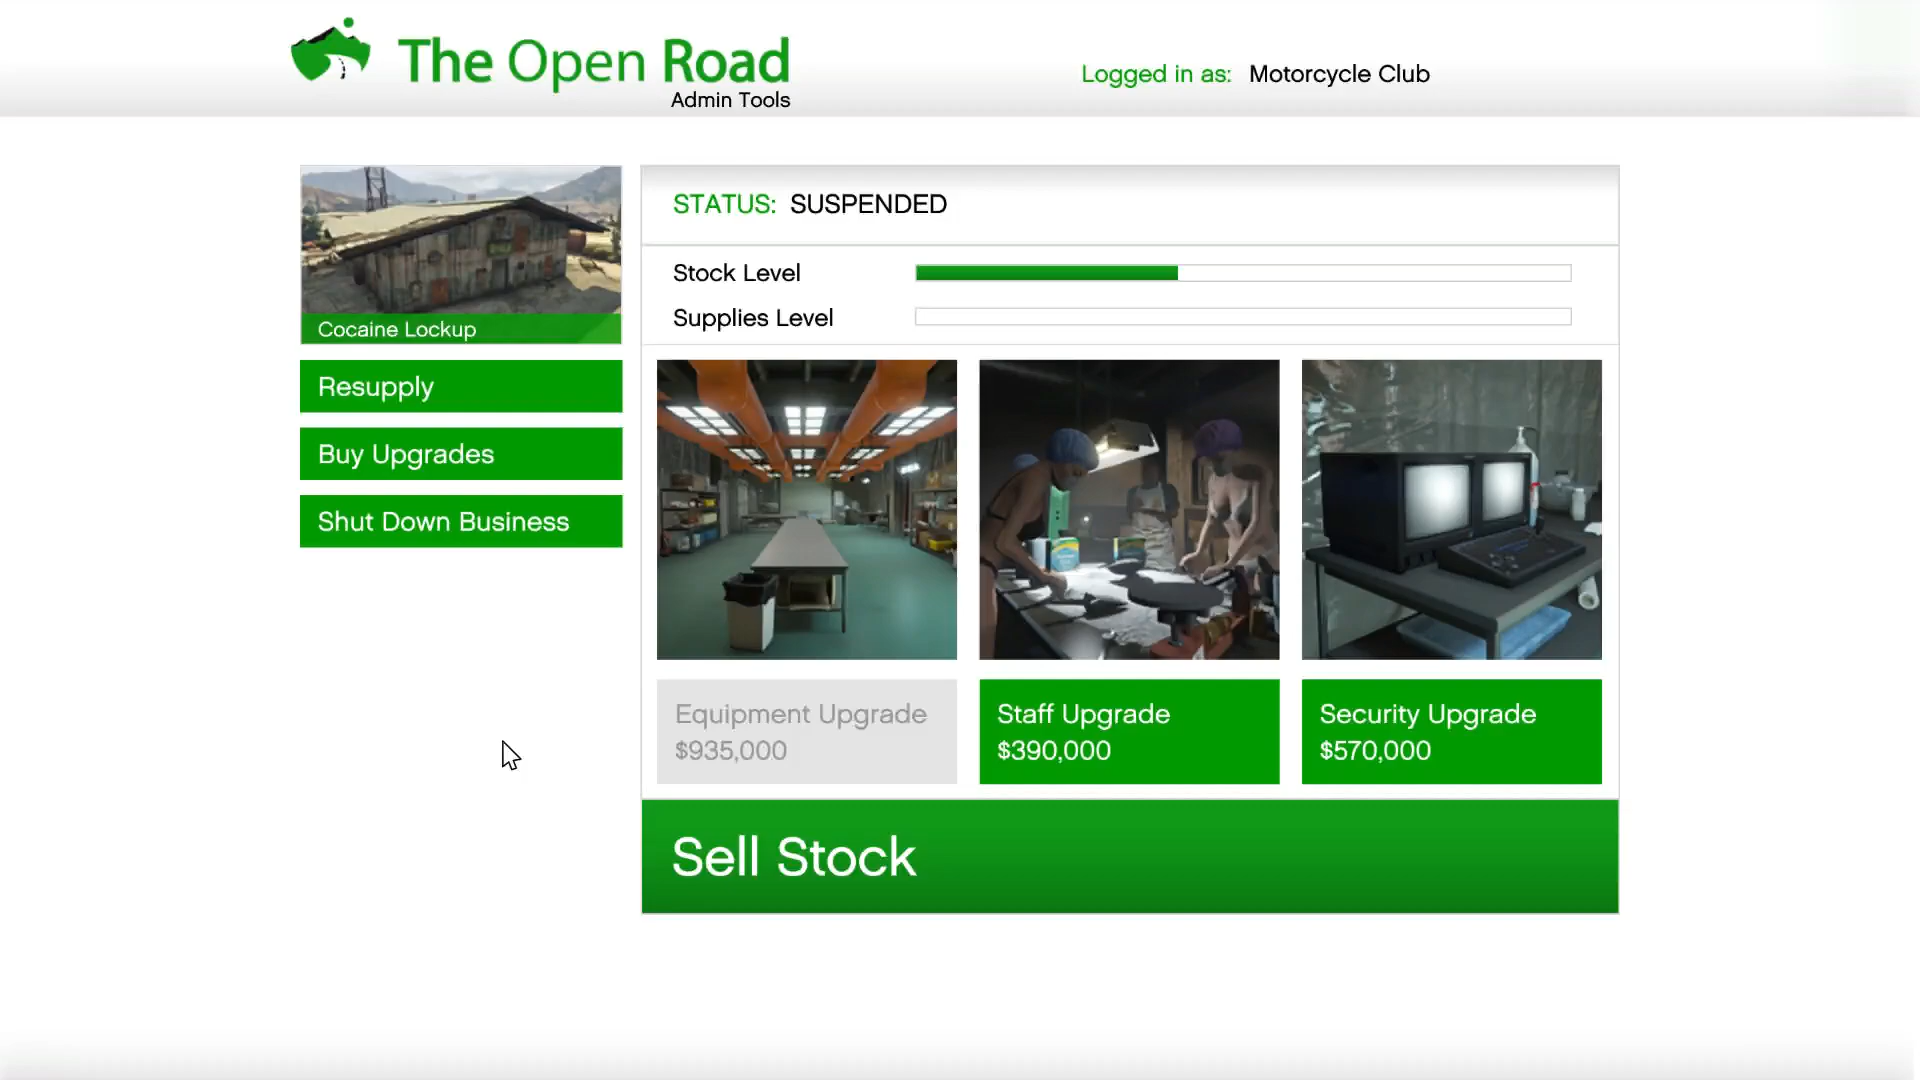 The Open Road
Admin Tools
Logged in as: Motorcycle Club
Cocaine Lockup
Resupply
Buy Upgrades
Shut Down Business
STATUS: SUSPENDED
Stock Level
Supplies Level
Equipment Upgrade
$935,000
Staff Upgrade
$390,000
Security Upgrade
$570,000
Sell Stock